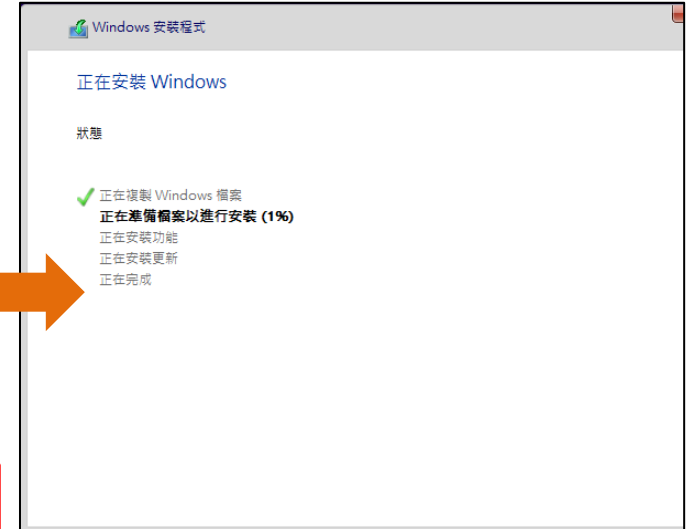 Windows 安裝程式
正在安裝 Windows
狀態
正在複製 Windows 檔案
正在準備檔案以進行安裝 (1%)
正在安裝功能
正在安裝更新
正在完成